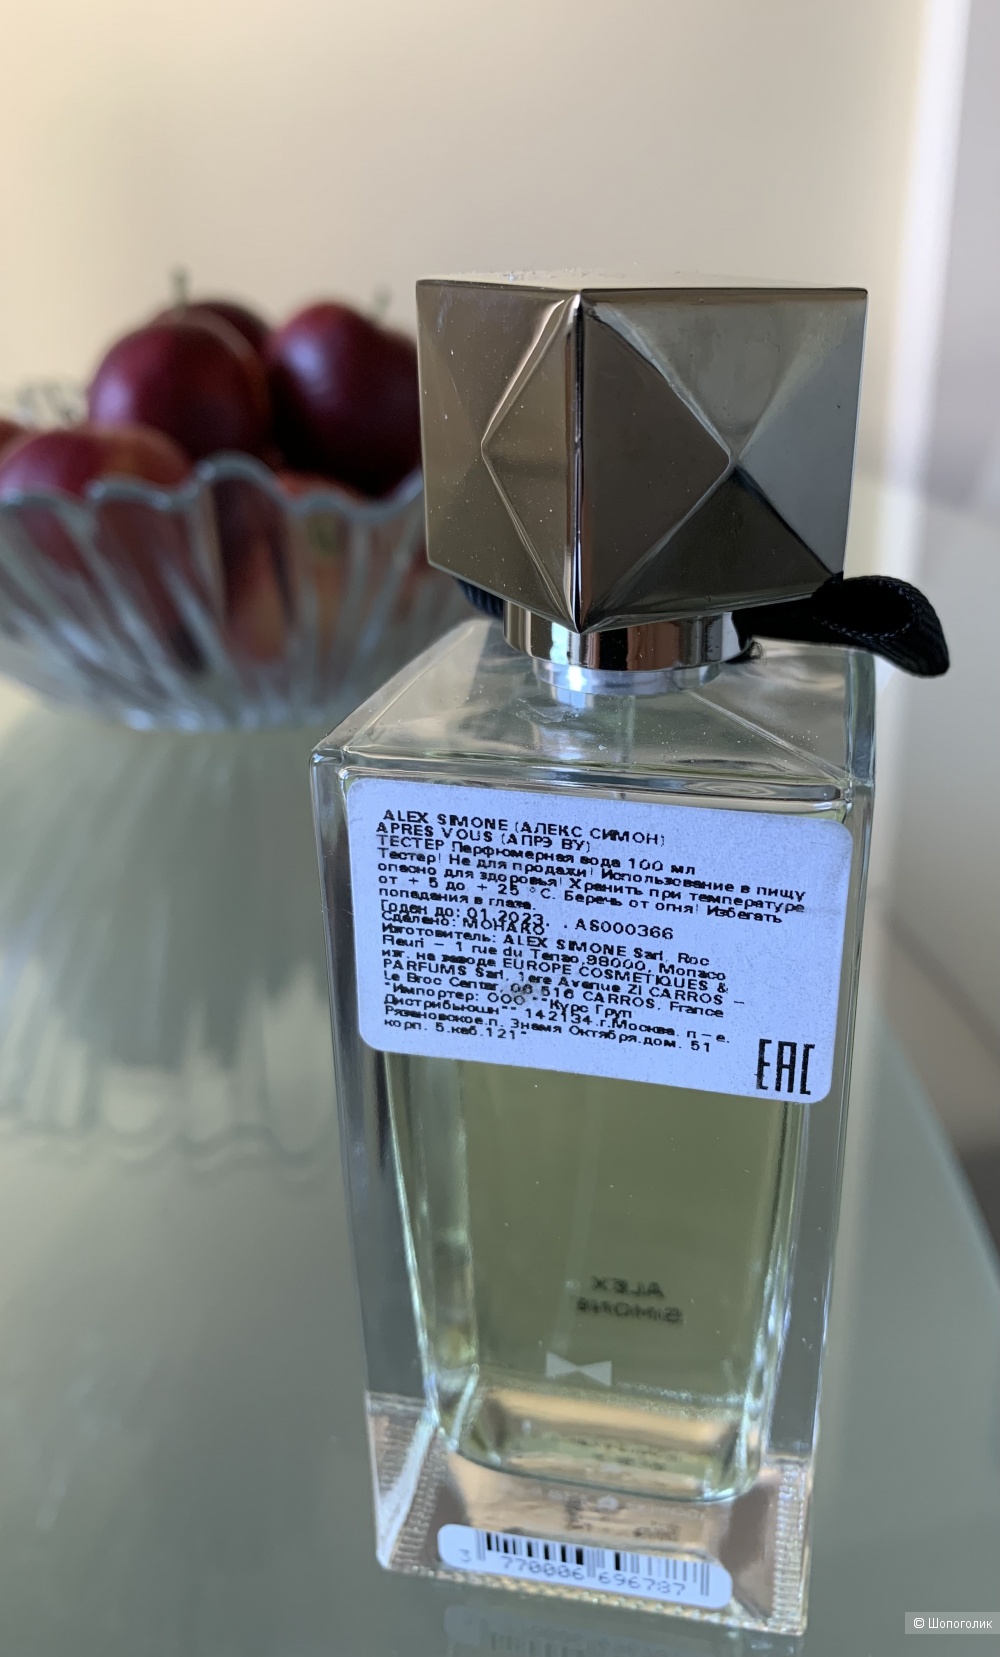 ALEX SIMONE (АЛЕКС СИМОН)
APRES VOUS (АПРЭ ВУ)
ТЕСТЕР Парфюмерная вода 100 мл
Тестер! Не для продажи! Использование в пищу
опасно для здоровья! Хранить при температуре
от + 5 до + 25 °С. Беречь от огня! Избегать
попадания в глаза.
Годен до: 01.2023. . AS000366
Сделано: МОНАКО
Изготовитель: ALEX SIMONE Sarl, Roc
Fleuri – 1 rue du Tenao,98000, Monaco
изг. на заводе EUROPE COSMETIQUES &
PARFUMS Sarl, 1ere Avenue ZI CARROS –
Le Broc Center, 06 516 CARROS. France
"Импортер: ООО ""Курс Груп
Дистрибьюшн"" 142134.г.Москва. п-е.
Рязановское.п. Знамя Октября.дом. 51
корп. 5.каб.121"
EAC
ALEX
SIMONE
3 770006 696787
© Шопоголик